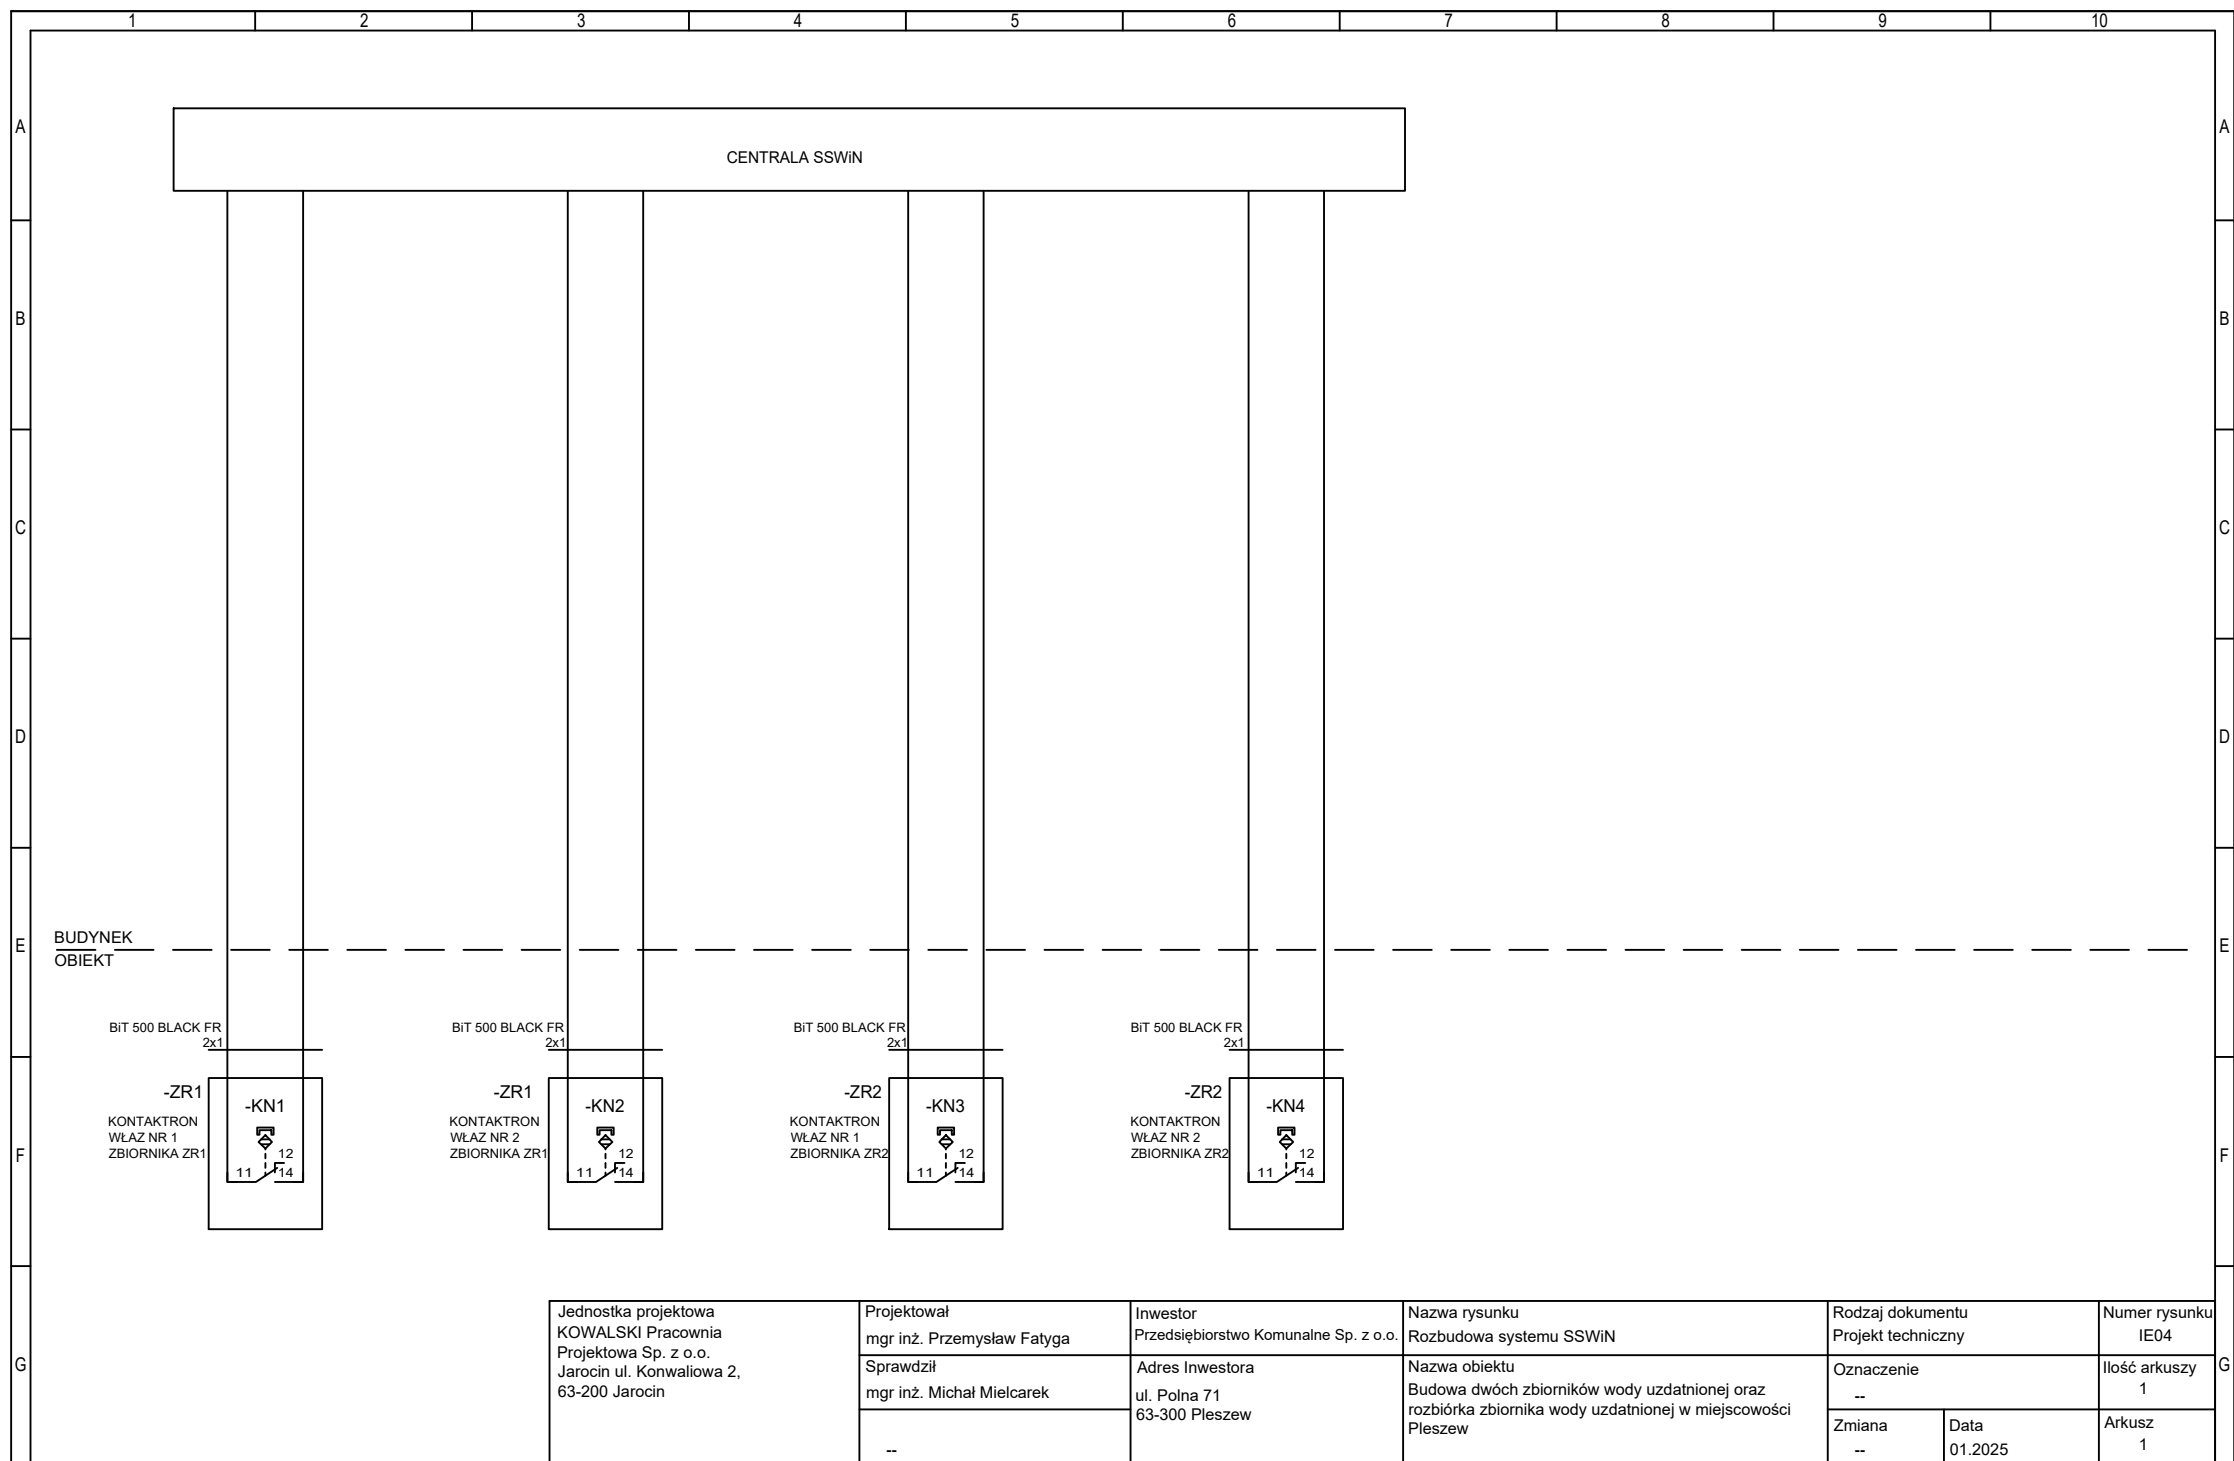 1 2 3 4 5 6 7 8 9 10
A A
CENTRALA SSWiN
B B
C C
D D
E E
BUDYNEK
OBIEKT
BiT 500 BLACK FR
2x1
BiT 500 BLACK FR
2x1
BiT 500 BLACK FR
2x1
BiT 500 BLACK FR
2x1
-ZR1
-KN1
KONTAKTRON
WŁAZ NR 1
ZBIORNIKA ZR1
12
11 14
-ZR1
-KN2
KONTAKTRON
WŁAZ NR 2
ZBIORNIKA ZR1
12
11 14
-ZR2
-KN3
KONTAKTRON
WŁAZ NR 1
ZBIORNIKA ZR2
12
11 14
-ZR2
-KN4
KONTAKTRON
WŁAZ NR 2
ZBIORNIKA ZR2
12
11 14
F F
G G
Jednostka projektowa
KOWALSKI Pracownia
Projektowa Sp. z o.o.
Jarocin ul. Konwaliowa 2,
63-200 Jarocin
Projektował
mgr inż. Przemysław Fatyga
Sprawdził
mgr inż. Michał Mielcarek
--
Inwestor
Przedsiębiorstwo Komunalne Sp. z o.o.
Adres Inwestora
ul. Polna 71
63-300 Pleszew
Nazwa rysunku
Rozbudowa systemu SSWiN
Nazwa obiektu
Budowa dwóch zbiorników wody uzdatnionej oraz
rozbiórka zbiornika wody uzdatnionej w miejscowości
Pleszew
Rodzaj dokumentu
Projekt techniczny
Oznaczenie
--
Zmiana
--
Data
01.2025
Numer rysunku
IE04
Ilość arkuszy
1
Arkusz
1